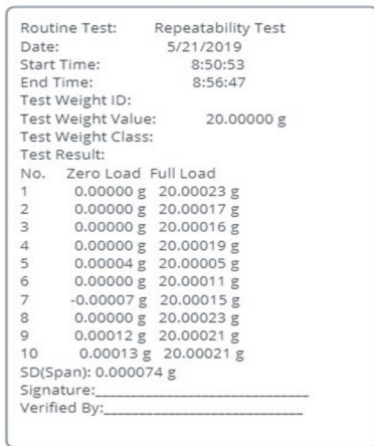 Routine Test: Repeatability Test
Date: 5/21/2019
Start Time: 8:50:53
End Time: 8:56:47
Test Weight ID:
Test Weight Value: 20.00000 g
Test Weight Class:
Test Result:
No. Zero Load Full Load
1 0.00000 g 20.00023 g
2 0.00000 g 20.00017 g
3 0.00000 g 20.00016 g
4 0.00000 g 20.00019 g
5 0.00004 g 20.00005 g
6 0.00000 g 20.00011 g
7 -0.00007 g 20.00015 g
8 0.00000 g 20.00023 g
9 0.00012 g 20.00021 g
10 0.00013 g 20.00021 g
SD(Span): 0.000074 g
Signature:___________________________
Verified By:_________________________